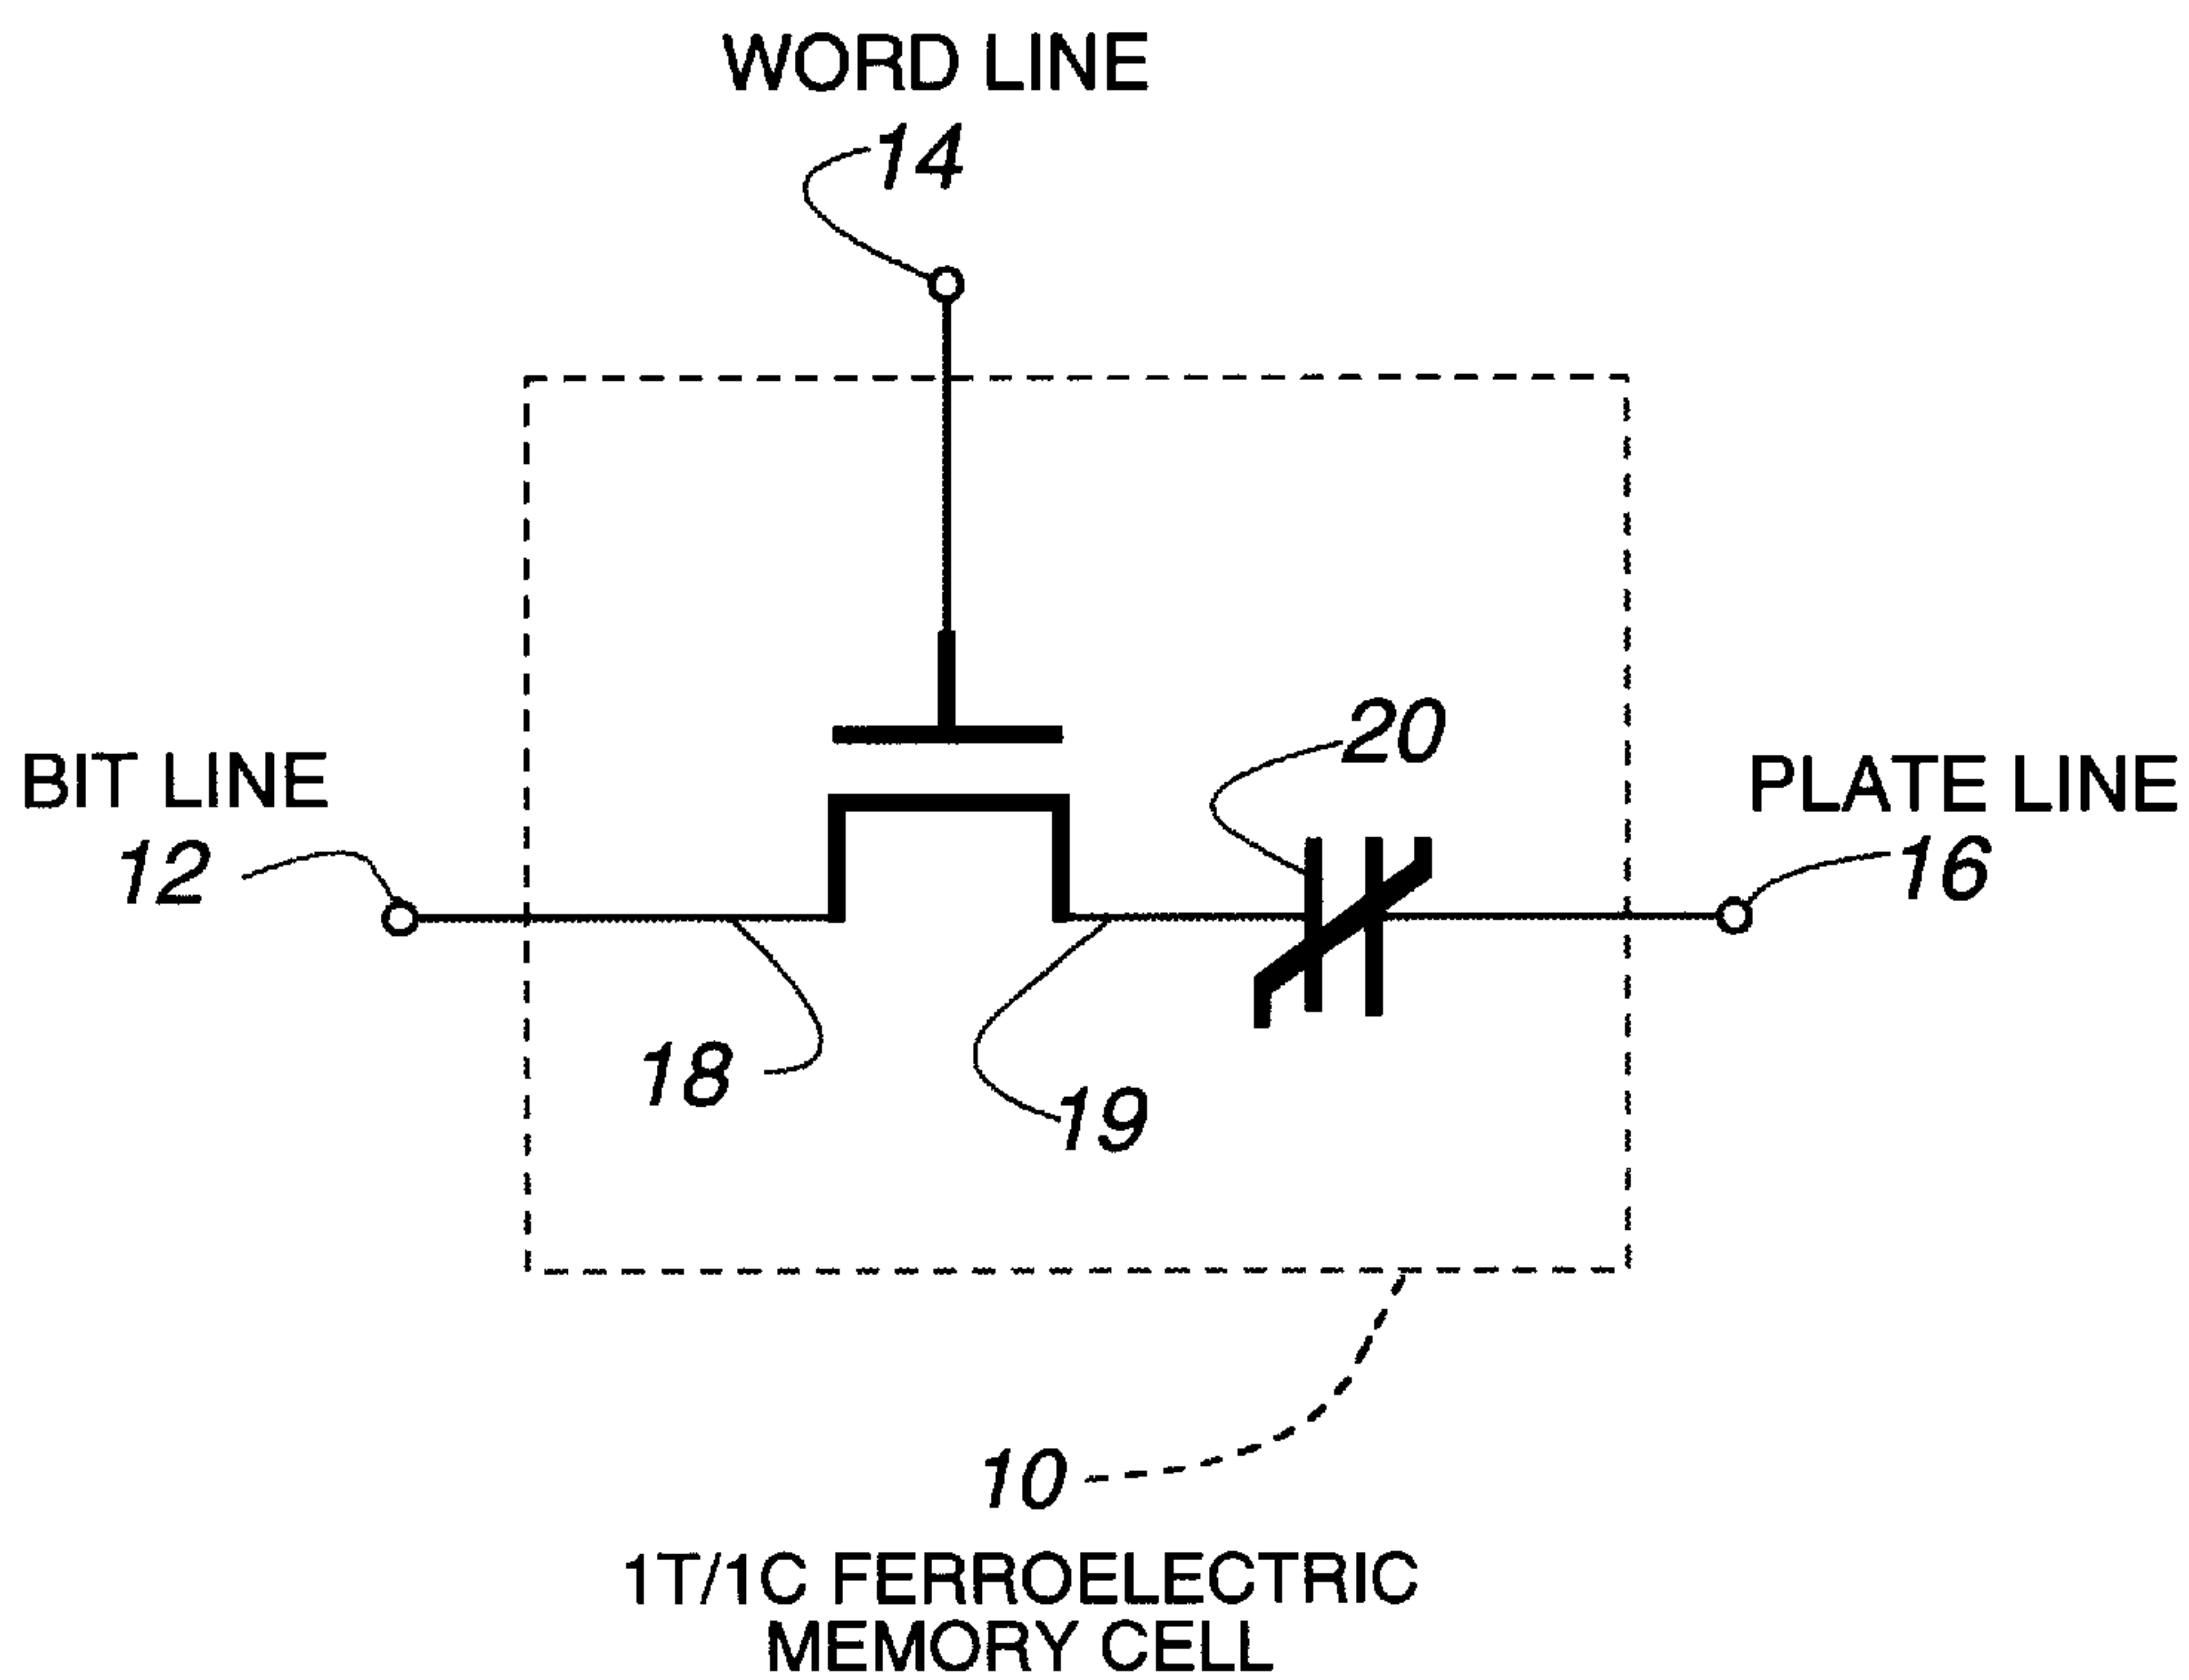 WORD LINE
14
20
BIT LINE
12
PLATE LINE
16
18
19
10
1T/1C FERROELECTRIC
MEMORY CELL